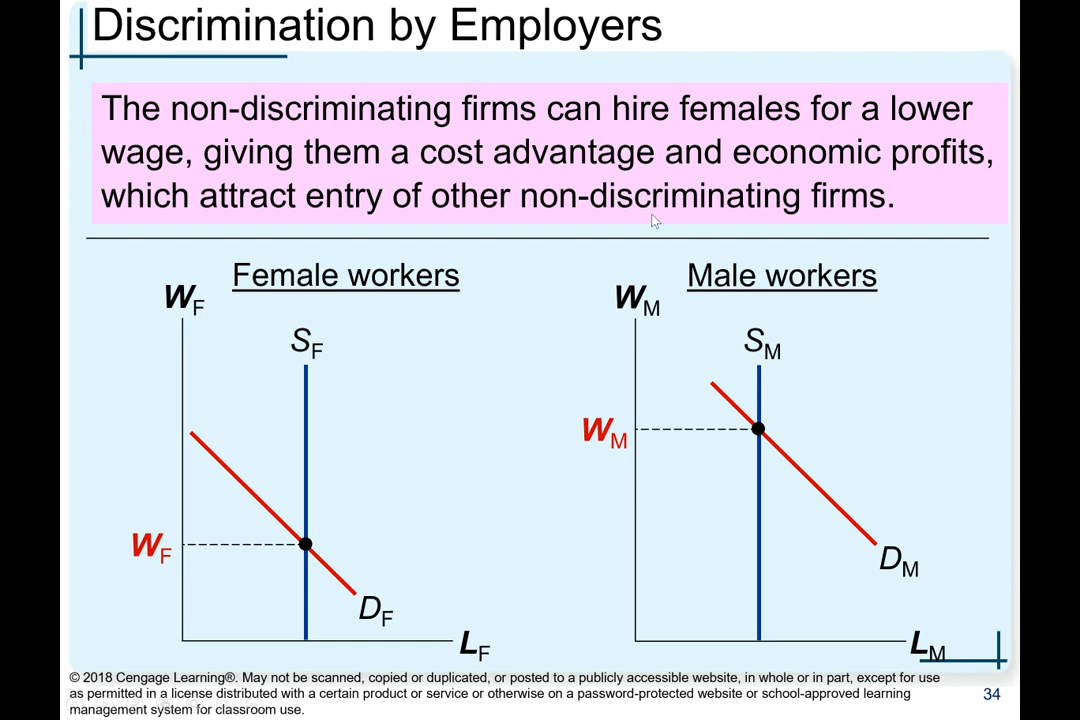 Discrimination by Employers
The non-discriminating firms can hire females for a lower
wage, giving them a cost advantage and economic profits,
which attract entry of other non-discriminating firms.
Female workers
Male workers
WF
WM
SF
SM
WM
WF
DM
DF
LF
LM
© 2018 Cengage Learning®. May not be scanned, copied or duplicated, or posted to a publicly accessible website, in whole or in part, except for use
as permitted in a license distributed with a certain product or service or otherwise on a password-protected website or school-approved learning
management system for classroom use.
34